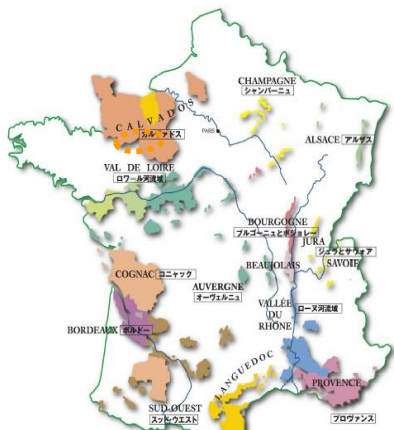 CHAMPAGNE
シャンパーニュ
CALVADOS
カルヴァドス
PARIS
ALSACE アルザス
VAL DE LOIRE
ロワール河流域
BOURGOGNE
ブルゴーニュとボジョレー
JURA
ジュラとサヴォア
SAVOIE
BEAUJOLAIS
COGNAC コニャック
AUVERGNE
オーヴェルニュ
VALLÉE
DU
RHÔNE
ローヌ河流域
BORDEAUX ボルドー
LANGUEDOC
PROVENCE
プロヴァンス
SUD-OUEST
スッド・ウエスト